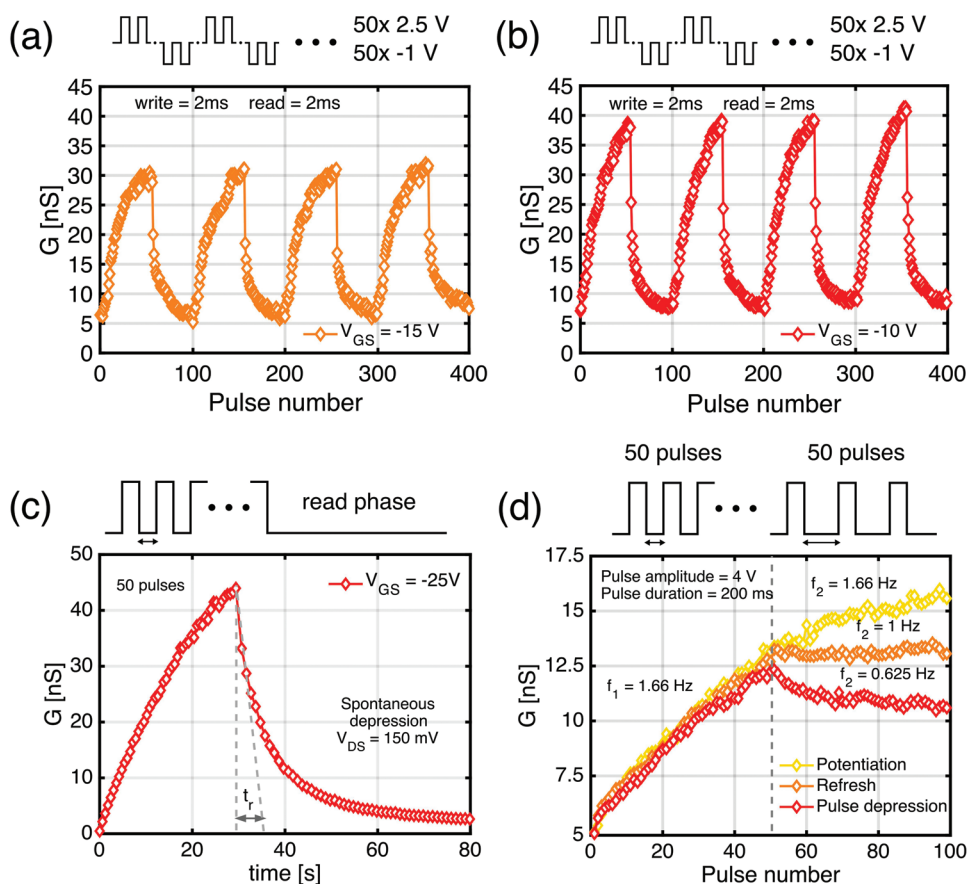 (a)
50x 2.5 V
50x -1 V
write = 2ms read = 2ms
45
40
35
30
25
20
15
10
5
0
G [nS]
V_GS = -15 V
0 100 200 300 400
Pulse number
(b)
50x 2.5 V
50x -1 V
write = 2ms read = 2ms
45
40
35
30
25
20
15
10
5
0
G [nS]
V_GS = -10 V
0 100 200 300 400
Pulse number
(c)
read phase
50 pulses
V_GS = -25V
50
40
30
20
10
0
G [nS]
Spontaneous
depression
V_DS = 150 mV
t_r
0 20 40 60 80
time [s]
(d)
50 pulses 50 pulses
Pulse amplitude = 4 V
Pulse duration = 200 ms
f_2 = 1.66 Hz
f_2 = 1 Hz
f_2 = 0.625 Hz
f_1 = 1.66 Hz
17.5
15
12.5
10
7.5
5
G [nS]
Potentiation
Refresh
Pulse depression
0 20 40 60 80 100
Pulse number